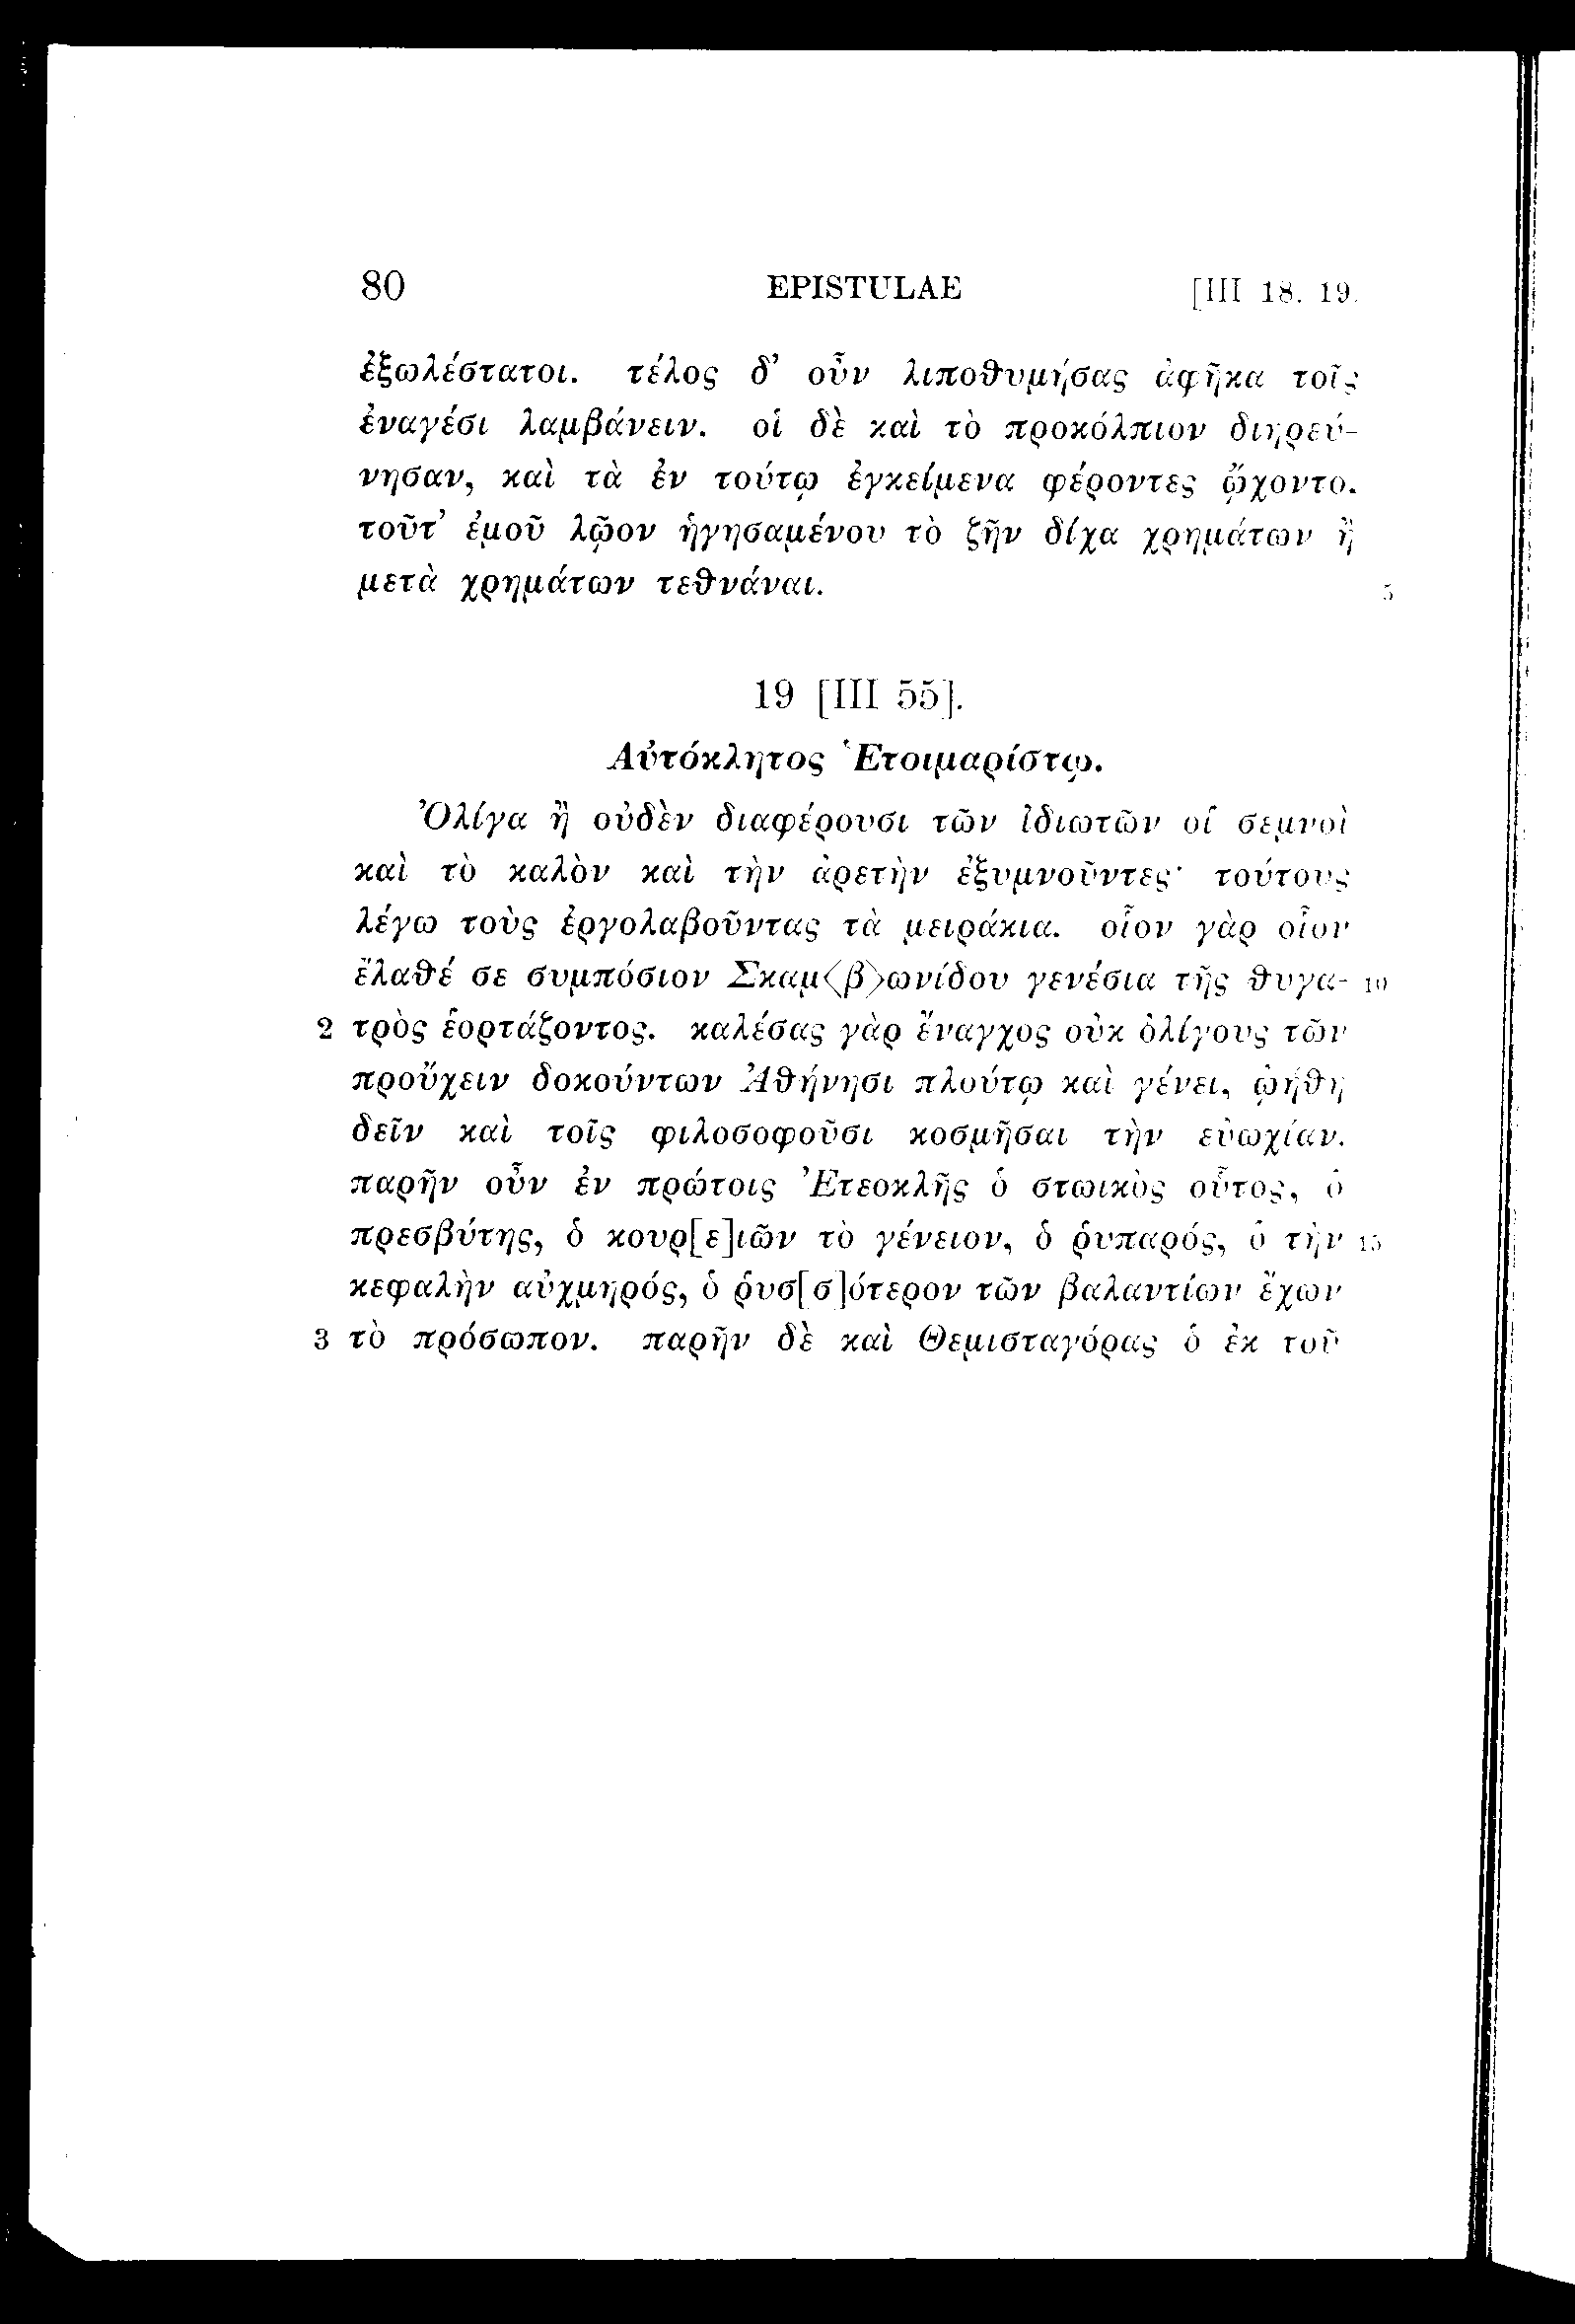 80 EPISTULAE [III 18. 19.
ἐξωλέστατοι. τέλος δ’ οὖν λιποθυμήσας ἀφῆκα τοῖς
ἐναγέσι λαμβάνειν. οἱ δὲ καὶ τὸ προκόλπιον διηρεύ-
νησαν, καὶ τὰ ἐν τούτῳ ἐγκείμενα φέροντες ᾤχοντο.
τοῦτ’ ἐμοῦ λῷον ἡγησαμένου τὸ ζῆν δίχα χρημάτων ἢ
μετὰ χρημάτων τεθνάναι. 5
19 [III 55].
Αὐτόκλητος Ἑτοιμαρίστῳ.
Ὀλίγα ἢ οὐδὲν διαφέρουσι τῶν ἰδιωτῶν οἱ σεμνοὶ
καὶ τὸ καλὸν καὶ τὴν ἀρετὴν ἐξυμνοῦντες· τούτους
λέγω τοὺς ἐργολαβοῦντας τὰ μειράκια. οἷον γὰρ οἷον
ἔλαθέ σε συμπόσιον Σκαμ⟨β⟩ωνίδου γενέσια τῆς θυγα- 10
2 τρὸς ἑορτάζοντος. καλέσας γὰρ ἔναγχος οὐκ ὀλίγους τῶν
προὔχειν δοκούντων Ἀθήνησι πλούτῳ καὶ γένει, ᾠήθη
δεῖν καὶ τοῖς φιλοσοφοῦσι κοσμῆσαι τὴν εὐωχίαν.
παρῆν οὖν ἐν πρώτοις Ἐτεοκλῆς ὁ στωικὸς οὗτος, ὁ
πρεσβύτης, ὁ κουρ[ε]ιῶν τὸ γένειον, ὁ ῥυπαρός, ὁ τὴν 15
κεφαλὴν αὐχμηρός, ὁ ῥυσ[σ]ότερον τῶν βαλαντίων ἔχων
3 τὸ πρόσωπον. παρῆν δὲ καὶ Θεμισταγόρας ὁ ἐκ τοῦ